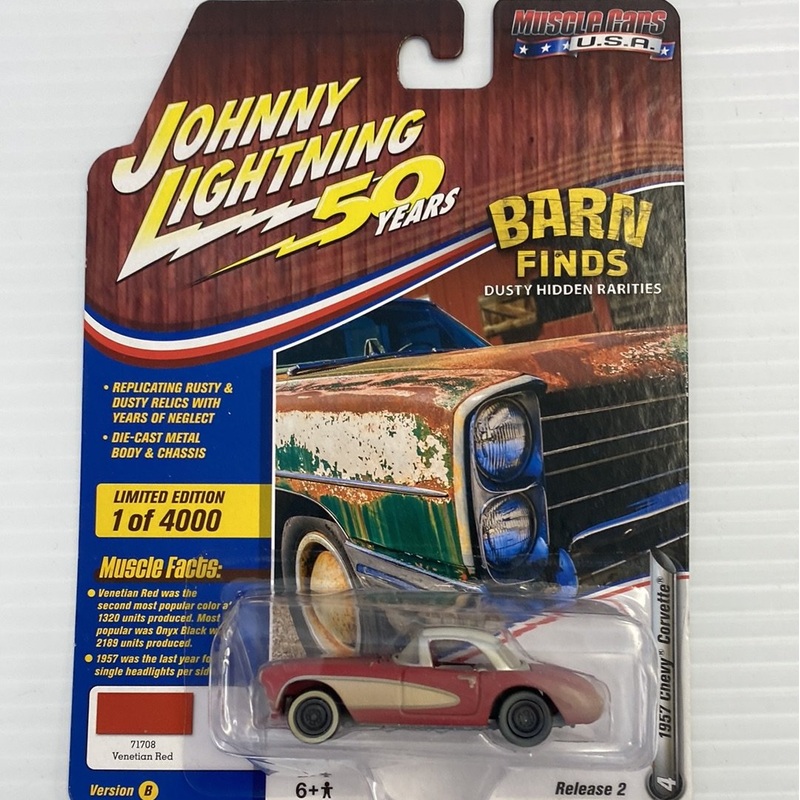 Muscle Cars
U.S.A.
JOHNNY
LIGHTNING
50 YEARS
BARN
FINDS
DUSTY HIDDEN RARITIES
• REPLICATING RUSTY &
DUSTY RELICS WITH
YEARS OF NEGLECT
• DIE-CAST METAL
BODY & CHASSIS
LIMITED EDITION
1 of 4000
Muscle Facts:
Venetian Red was the
second most popular color at
1320 units produced. Most
popular was Onyx Black
2189 units produced.
1957 was the last year
single headlights per
71708
Venetian Red
Version B
6+
Release 2
4 1957 Chevy® Corvette®